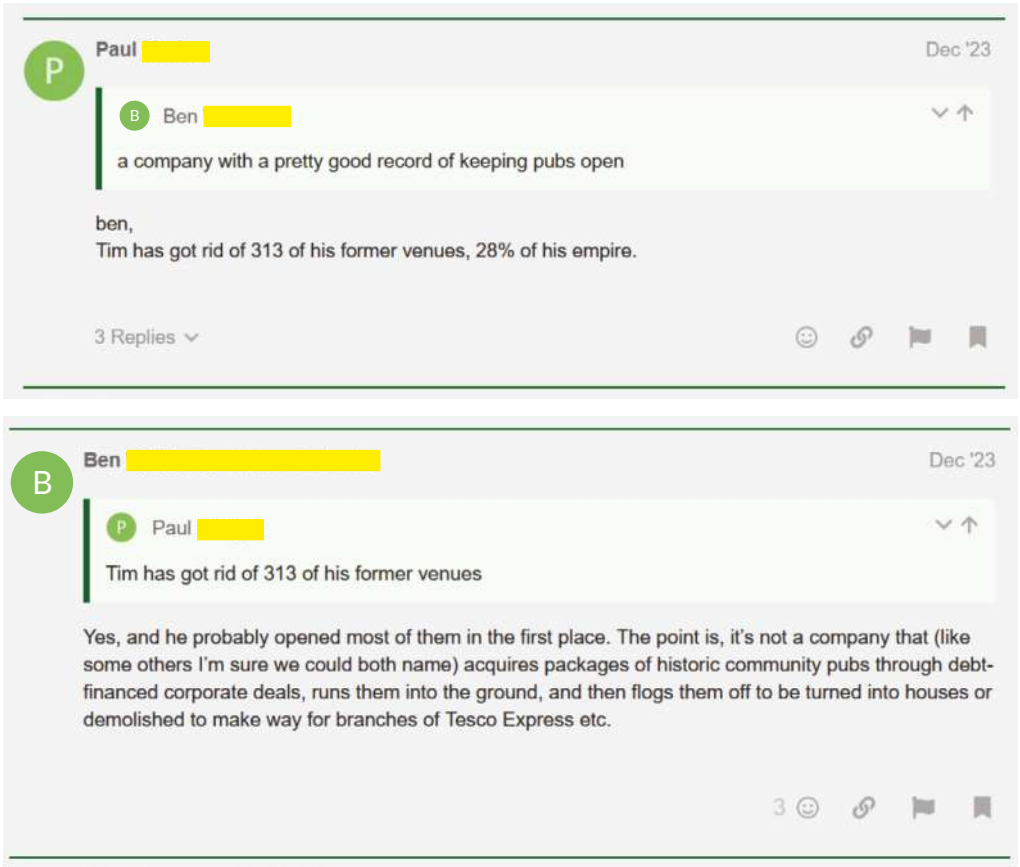 Paul
Dec '23
P
B Ben
a company with a pretty good record of keeping pubs open
ben,
Tim has got rid of 313 of his former venues, 28% of his empire.
3 Replies
Ben
Dec '23
B
P Paul
Tim has got rid of 313 of his former venues
Yes, and he probably opened most of them in the first place. The point is, it's not a company that (like
some others I'm sure we could both name) acquires packages of historic community pubs through debt-
financed corporate deals, runs them into the ground, and then flogs them off to be turned into houses or
demolished to make way for branches of Tesco Express etc.
3